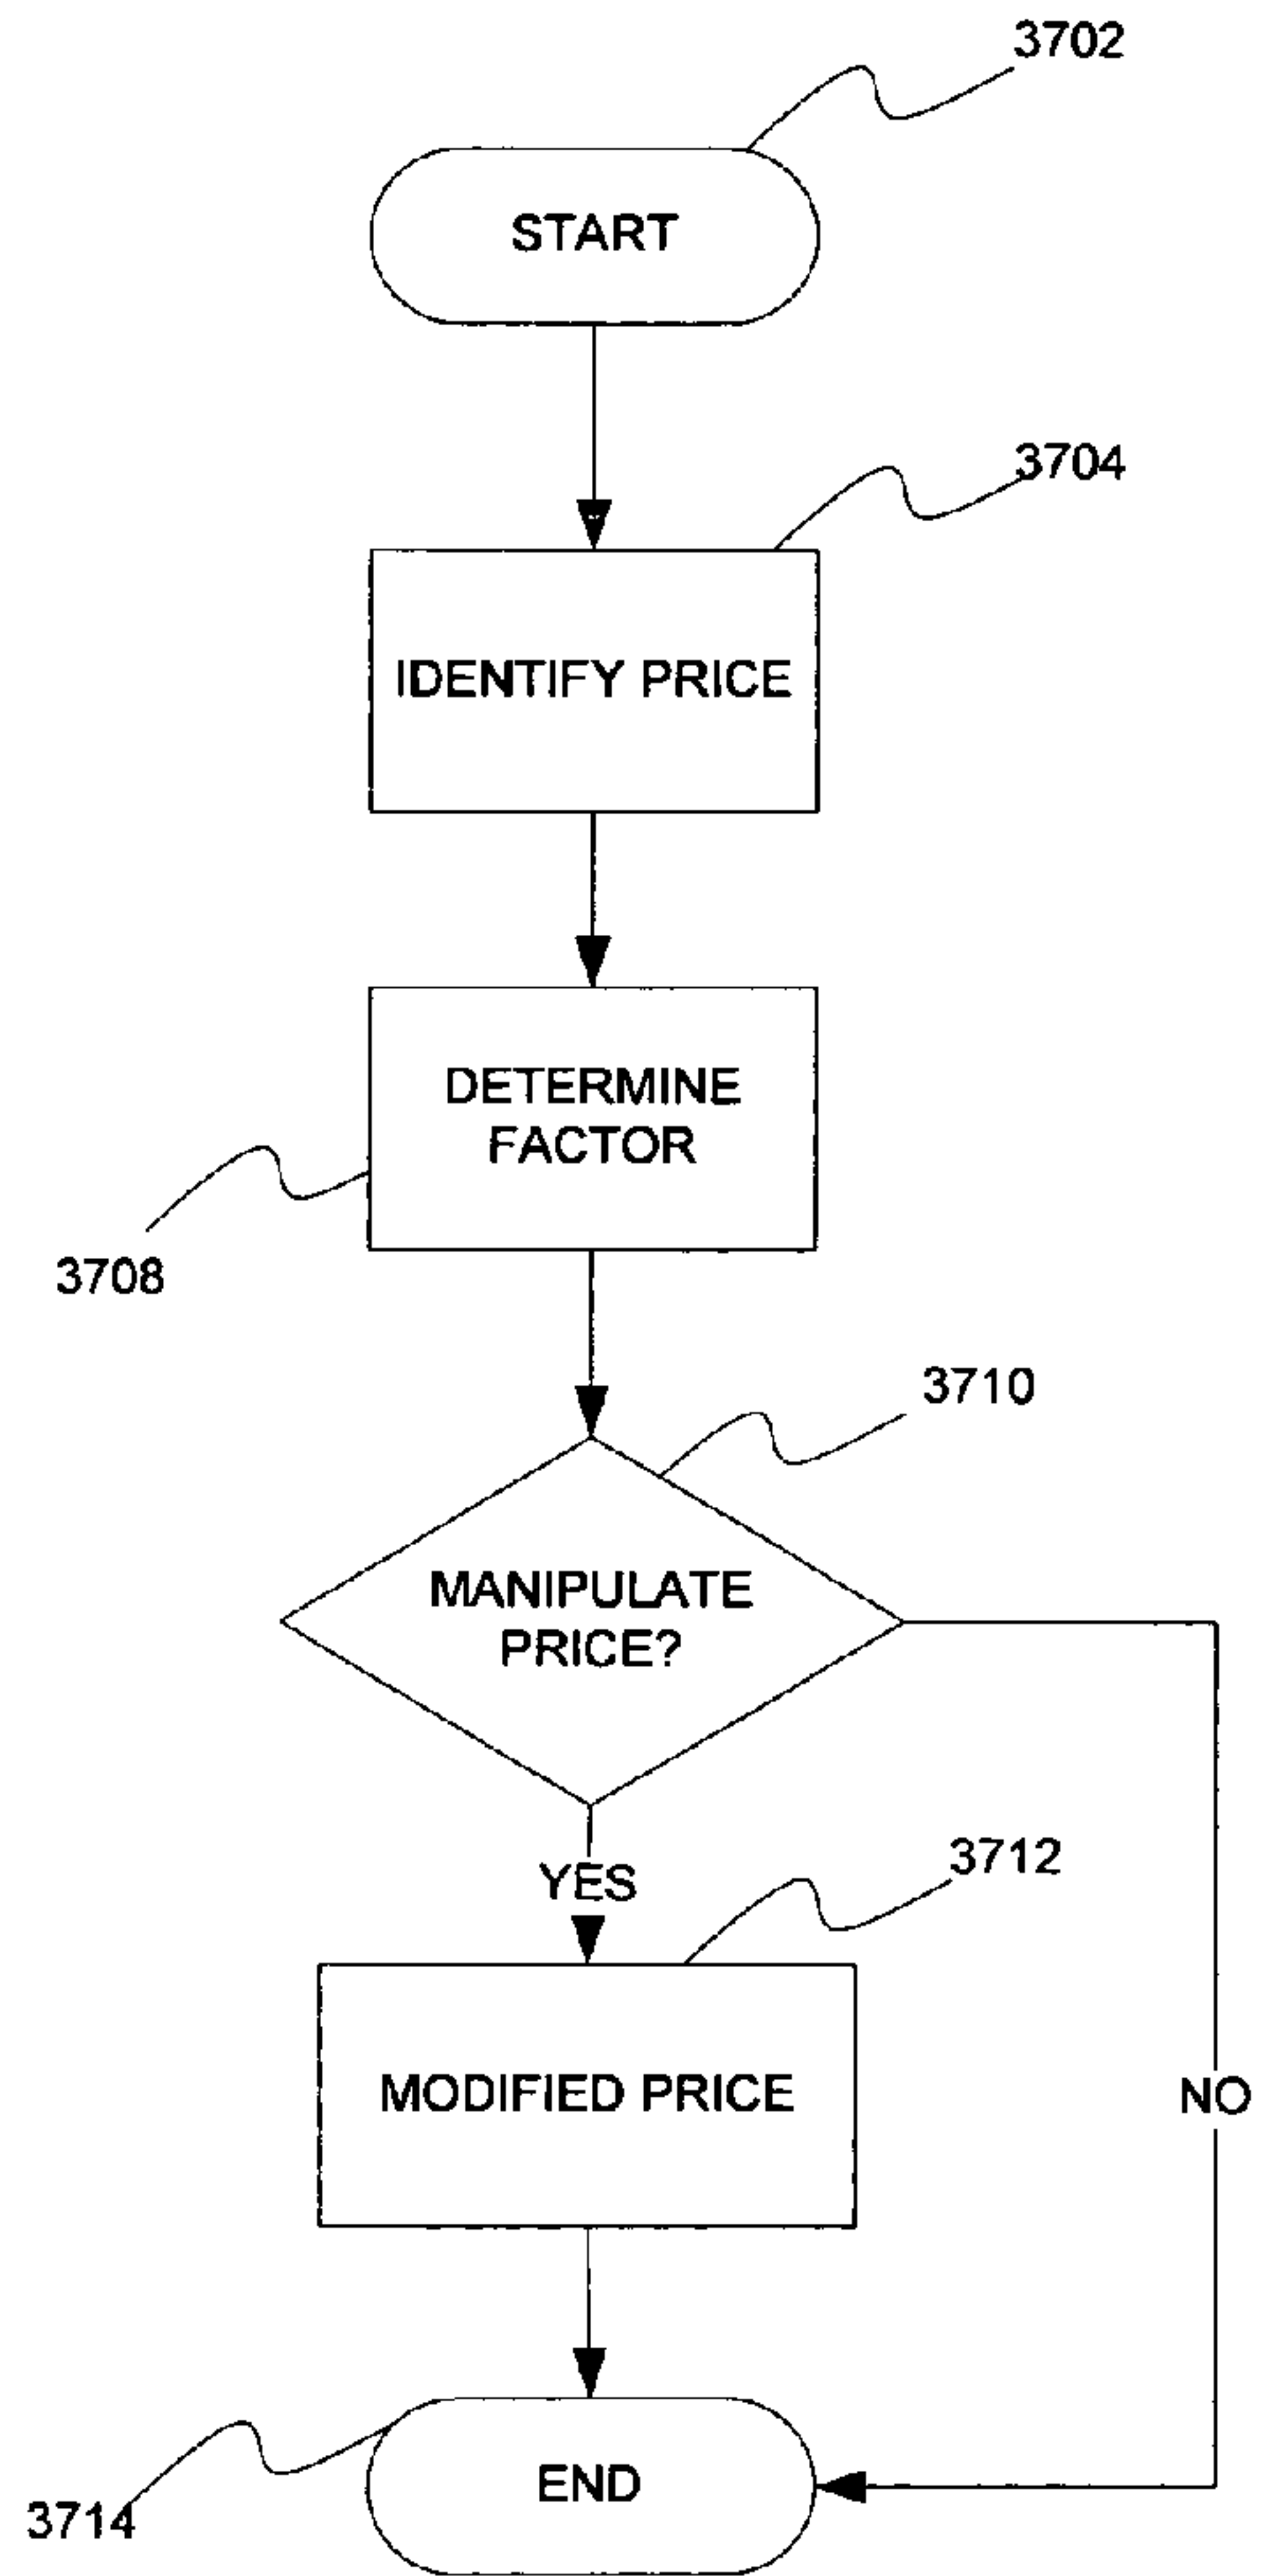 3702
START
3704
IDENTIFY PRICE
DETERMINE
FACTOR
3708
3710
MANIPULATE
PRICE?
3712
YES
MODIFIED PRICE
NO
END
3714